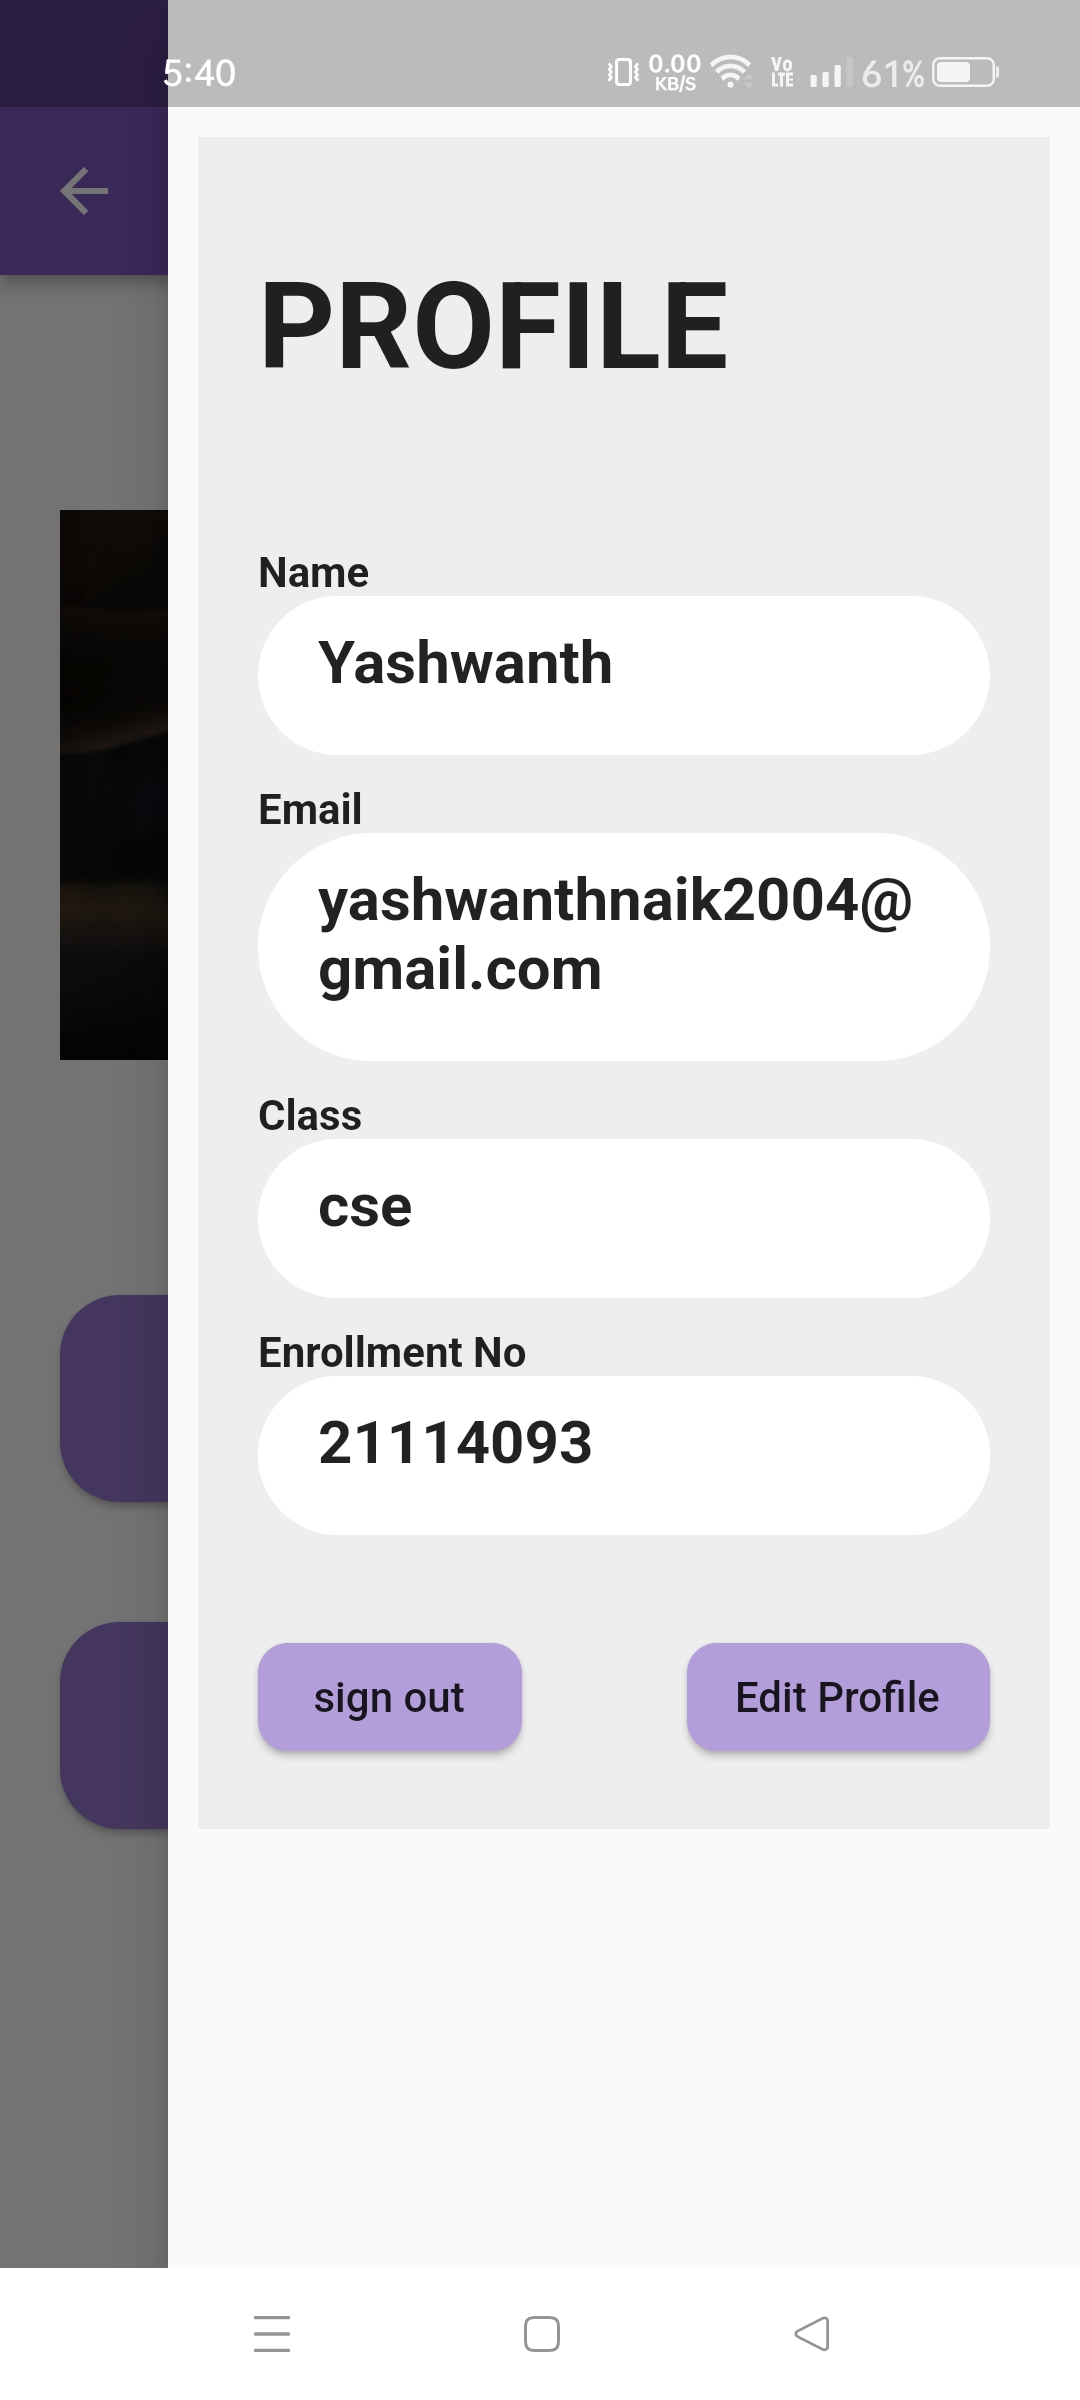 5:40
0.00
KB/S
Vo
LTE
61%
PROFILE
Name
Yashwanth
Email
yashwanthnaik2004@
gmail.com
Class
cse
Enrollment No
21114093
sign out
Edit Profile